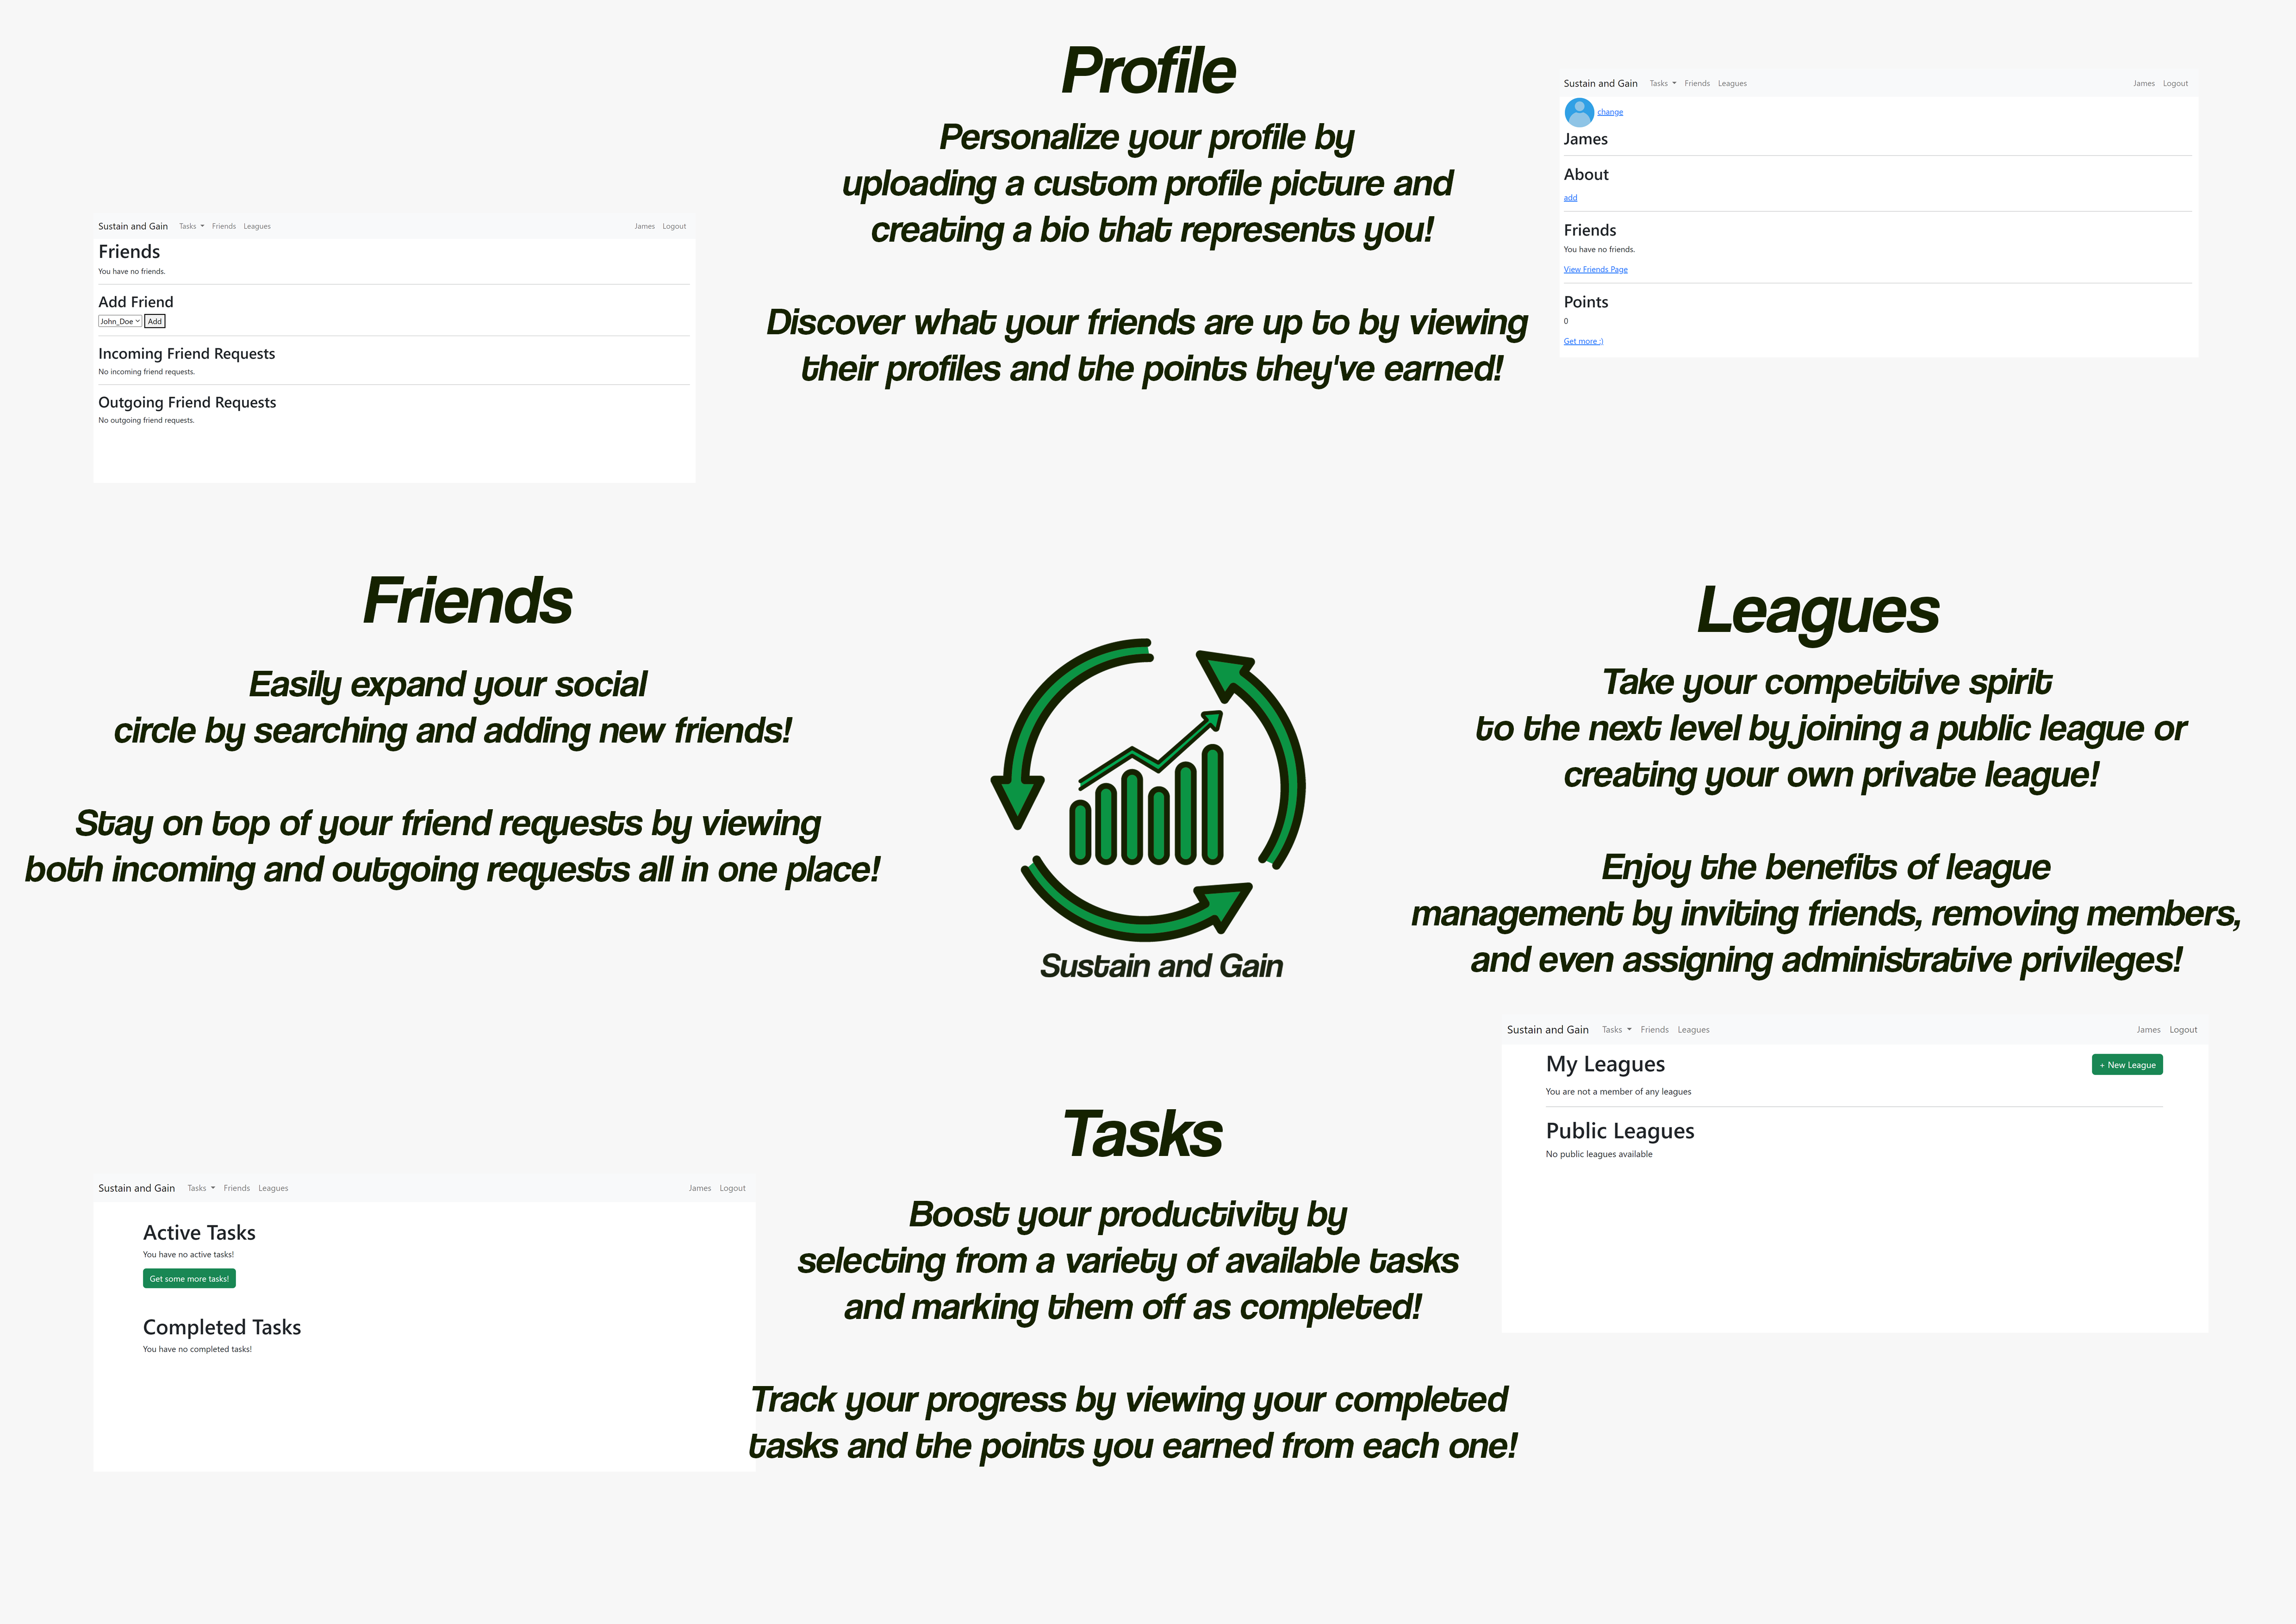 Profile
Personalize your profile by
uploading a custom profile picture and
creating a bio that represents you!
Discover what your friends are up to by viewing
their profiles and the points they've earned!
Sustain and Gain Tasks Friends Leagues James Logout
change
James
About
add
Friends
You have no friends.
View Friends Page
Points
0
Get more :)
Sustain and Gain Tasks Friends Leagues James Logout
Friends
You have no friends.
Add Friend
John_Doe Add
Incoming Friend Requests
No incoming friend requests.
Outgoing Friend Requests
No outgoing friend requests.
Friends
Easily expand your social
circle by searching and adding new friends!
Stay on top of your friend requests by viewing
both incoming and outgoing requests all in one place!
Sustain and Gain
Leagues
Take your competitive spirit
to the next level by joining a public league or
creating your own private league!
Enjoy the benefits of league
management by inviting friends, removing members,
and even assigning administrative privileges!
Sustain and Gain Tasks Friends Leagues James Logout
My Leagues
+ New League
You are not a member of any leagues
Public Leagues
No public leagues available
Tasks
Boost your productivity by
selecting from a variety of available tasks
and marking them off as completed!
Track your progress by viewing your completed
tasks and the points you earned from each one!
Sustain and Gain Tasks Friends Leagues James Logout
Active Tasks
You have no active tasks!
Get some more tasks!
Completed Tasks
You have no completed tasks!